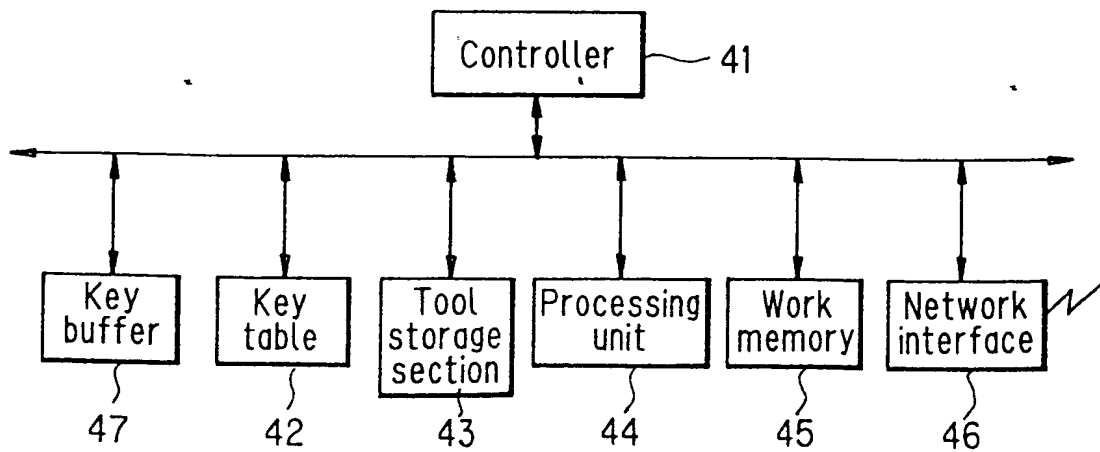 Controller
41
Key
buffer
47
Key
table
42
Tool
storage
section
43
Processing
unit
44
Work
memory
45
Network
interface
46